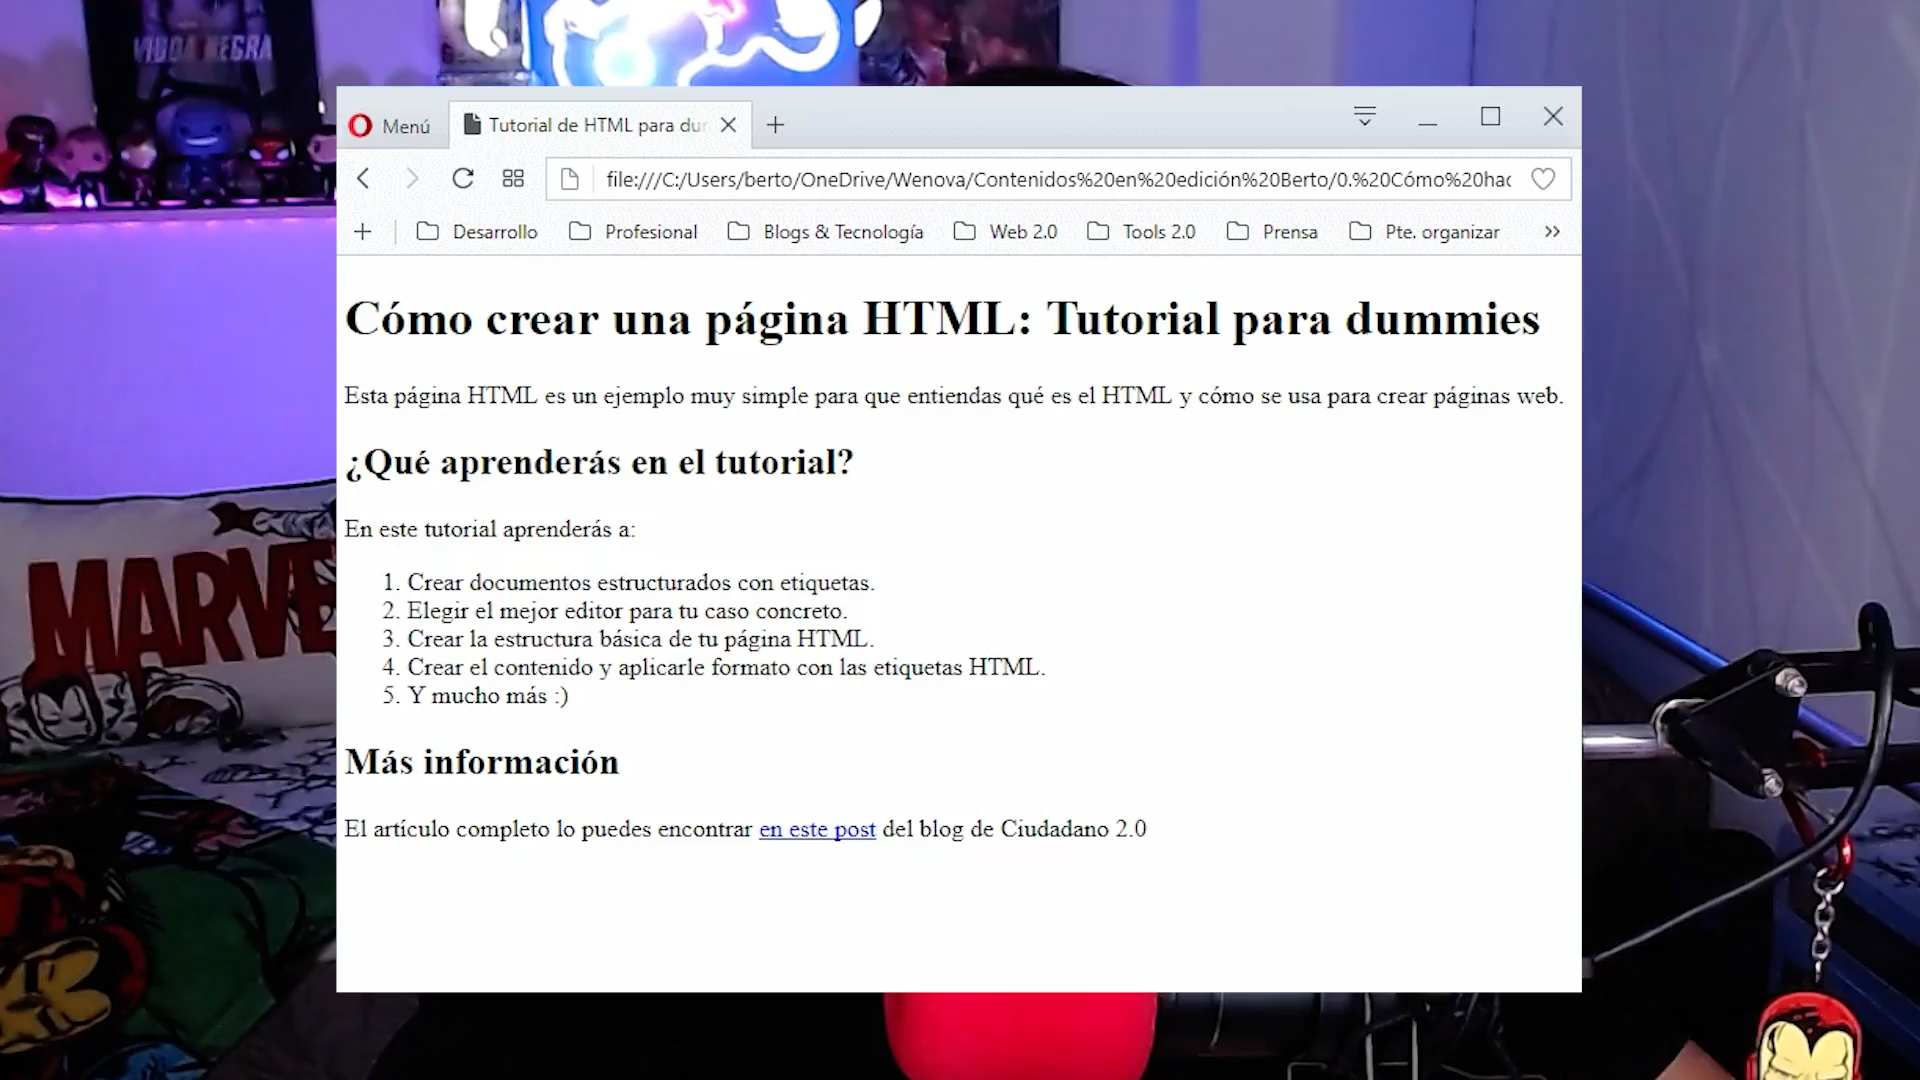 VIUDA NEGRA
Menú
Tutorial de HTML para dur
file:///C:/Users/berto/OneDrive/Wenova/Contenidos%20en%20edición%20Berto/0.%20Cómo%20hac
Desarrollo Profesional Blogs & Tecnología Web 2.0 Tools 2.0 Prensa Pte. organizar
Cómo crear una página HTML: Tutorial para dummies
Esta página HTML es un ejemplo muy simple para que entiendas qué es el HTML y cómo se usa para crear páginas web.
¿Qué aprenderás en el tutorial?
En este tutorial aprenderás a:
1. Crear documentos estructurados con etiquetas.
2. Elegir el mejor editor para tu caso concreto.
3. Crear la estructura básica de tu página HTML.
4. Crear el contenido y aplicarle formato con las etiquetas HTML.
5. Y mucho más :)
MARVE
Más información
El artículo completo lo puedes encontrar en este post del blog de Ciudadano 2.0